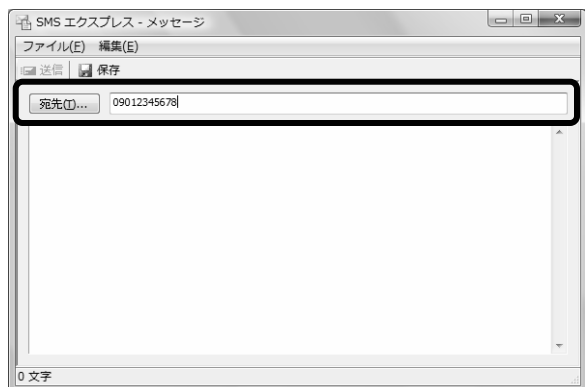 SMS エクスプレス - メッセージ
ファイル(F) 編集(E)
送信 保存
宛先(T)... 09012345678
0 文字